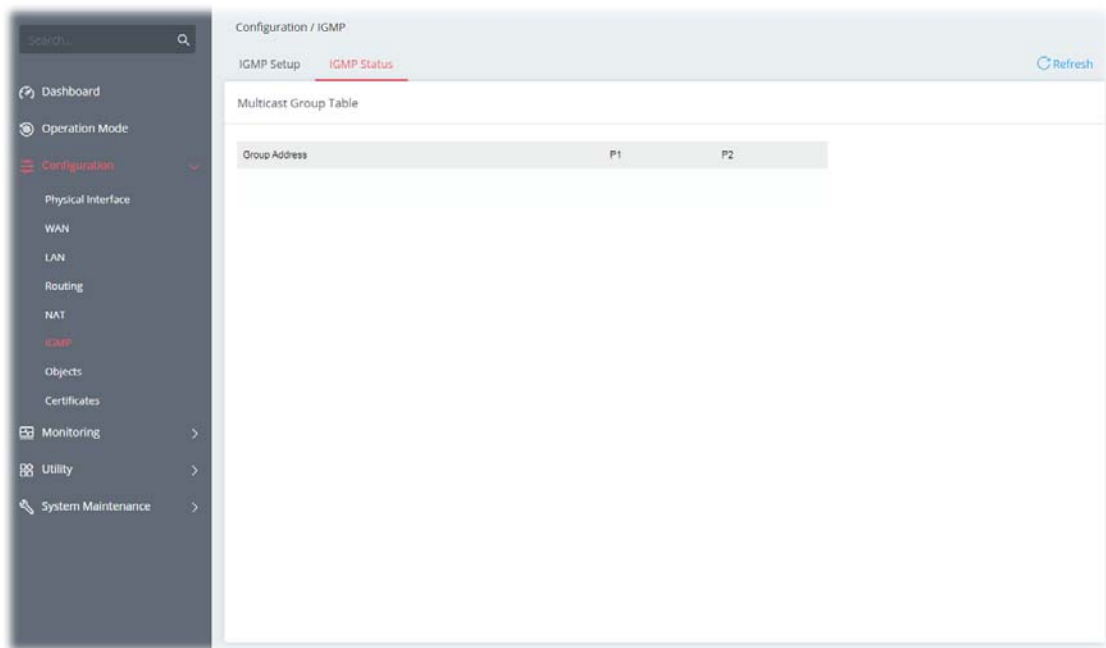 Search...
Dashboard
Operation Mode
Configuration
Physical Interface
WAN
LAN
Routing
NAT
IGMP
Objects
Certificates
Monitoring
Utility
System Maintenance
Configuration / IGMP
IGMP Setup IGMP Status Refresh
Multicast Group Table
Group Address P1 P2